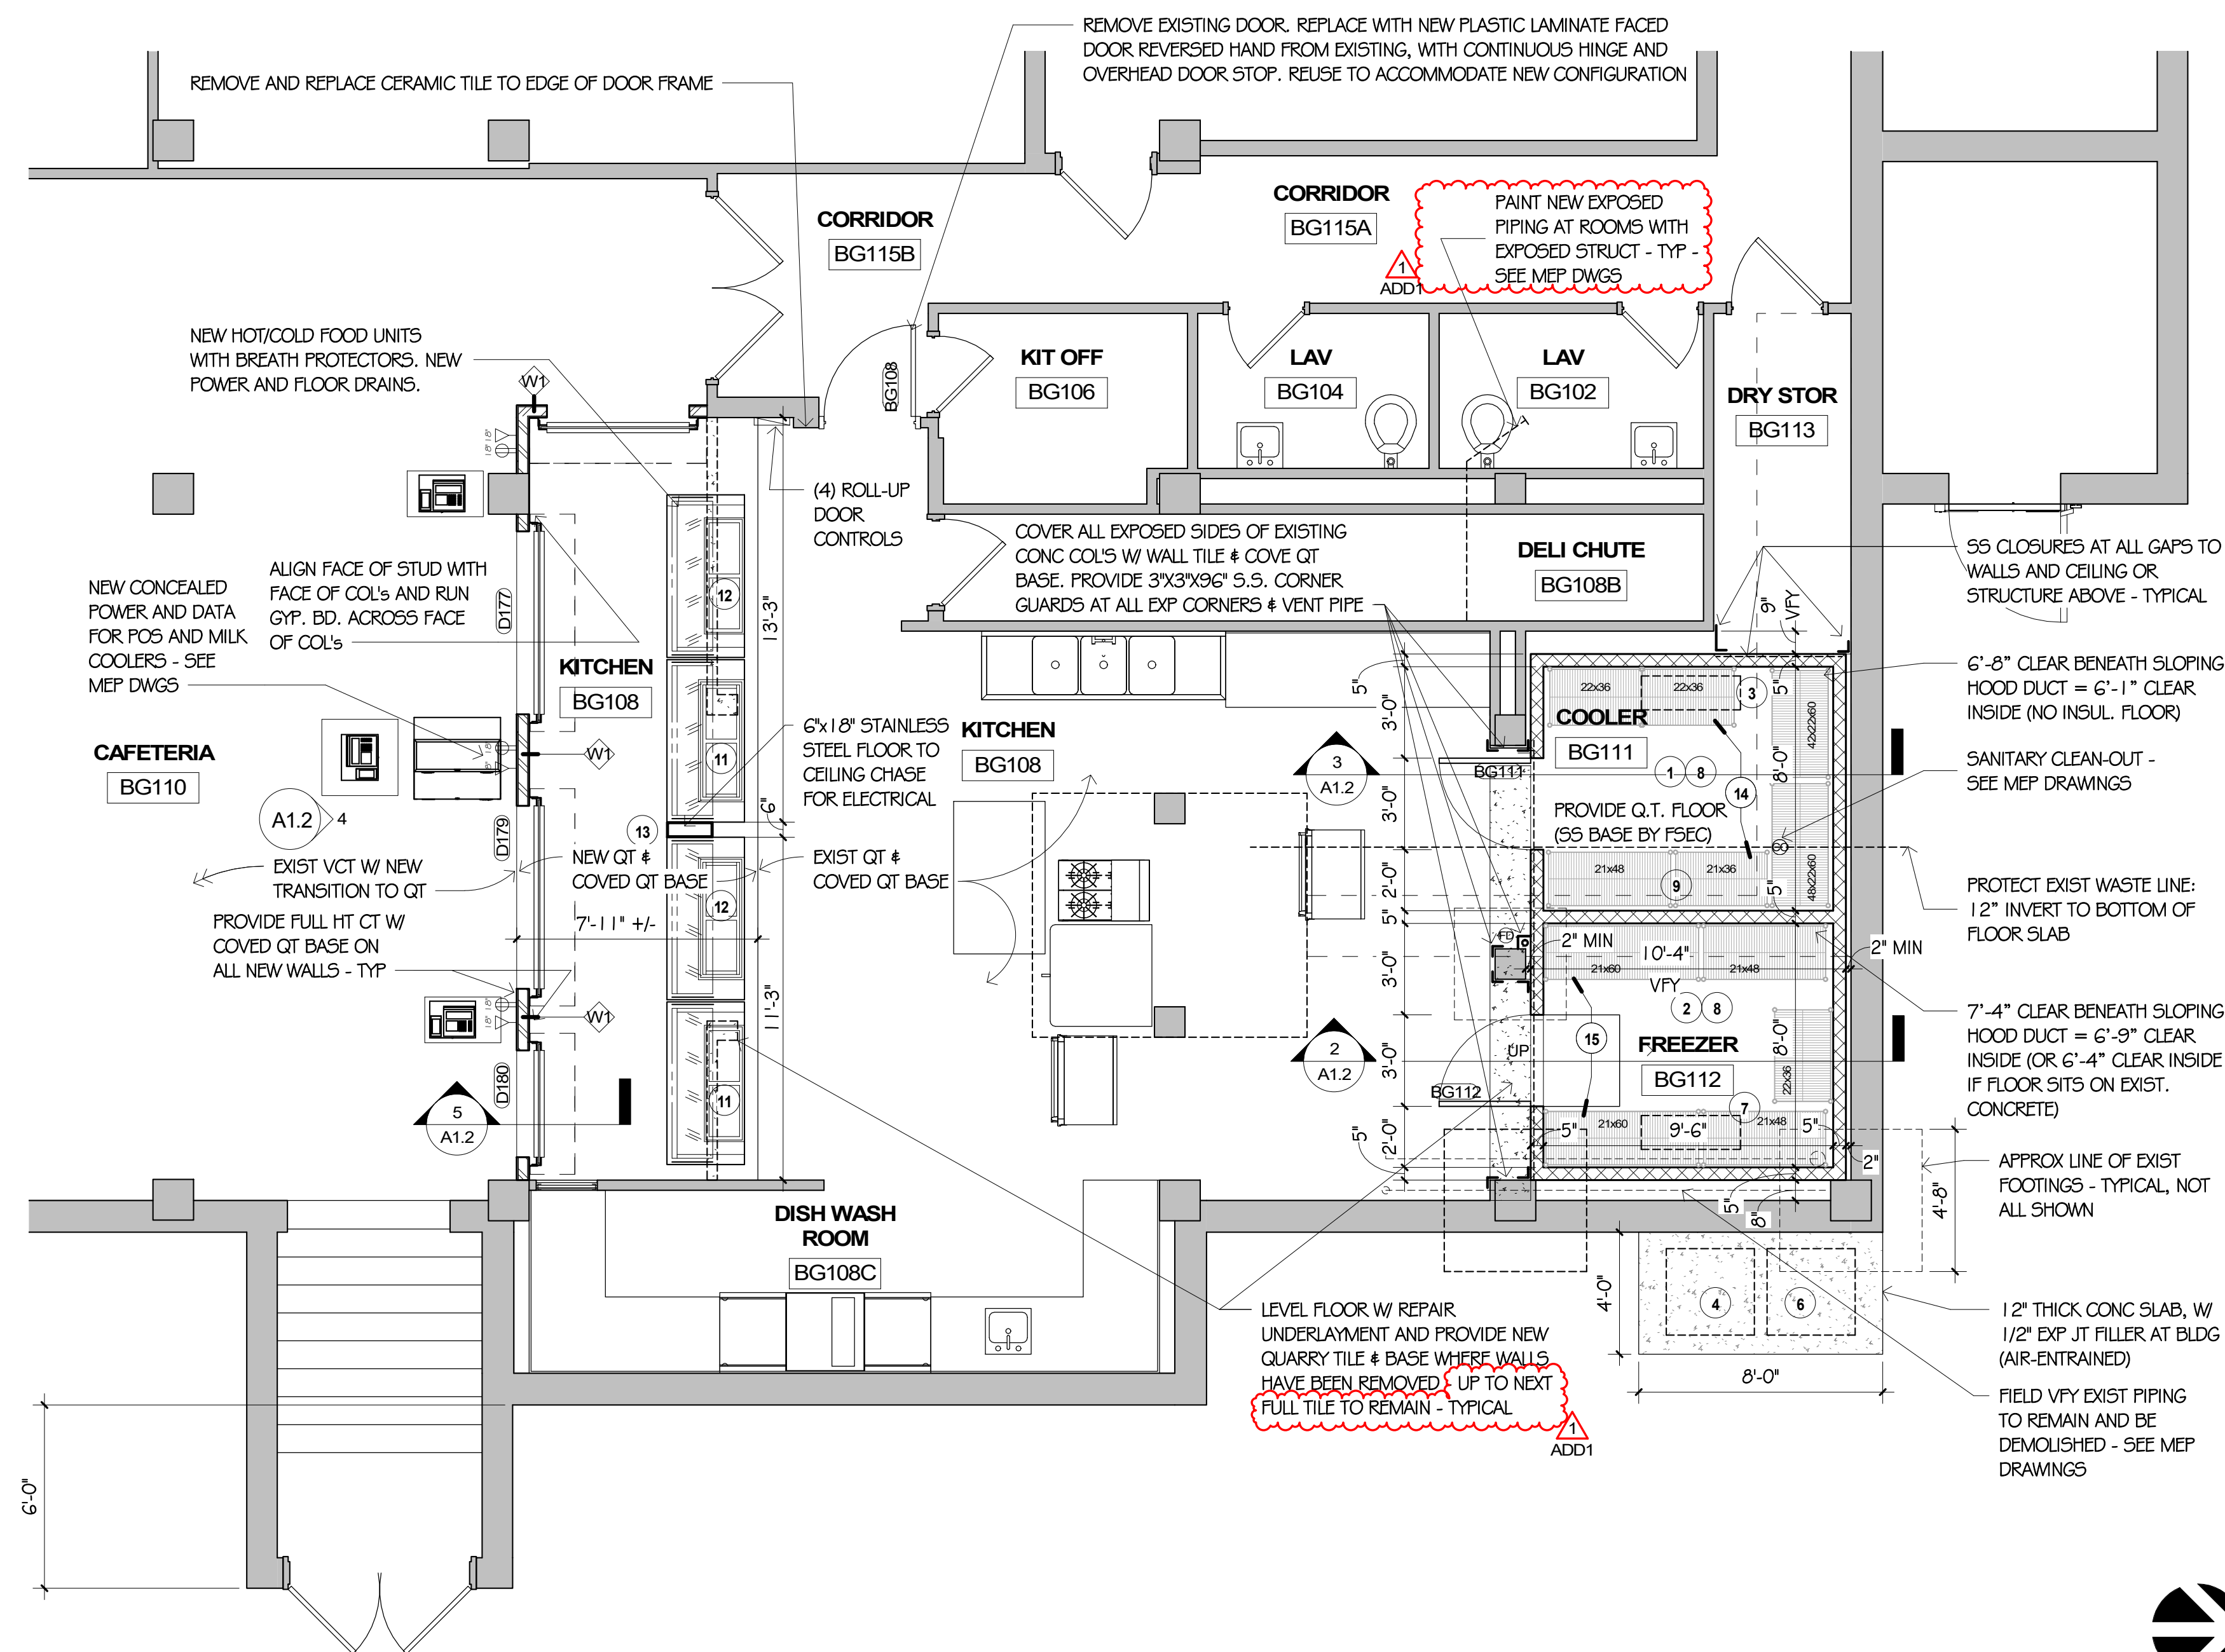 REMOVE EXISTING DOOR. REPLACE WITH NEW PLASTIC LAMINATE FACED
DOOR REVERSED HAND FROM EXISTING, WITH CONTINUOUS HINGE AND
OVERHEAD DOOR STOP. REUSE TO ACCOMMODATE NEW CONFIGURATION
REMOVE AND REPLACE CERAMIC TILE TO EDGE OF DOOR FRAME
CORRIDOR
BG115B
CORRIDOR
BG115A
PAINT NEW EXPOSED
PIPING AT ROOMS WITH
EXPOSED STRUCT - TYP -
SEE MEP DWGS
1
ADD1
NEW HOT/COLD FOOD UNITS
WITH BREATH PROTECTORS. NEW
POWER AND FLOOR DRAINS.
W1
BG108
KIT OFF
BG106
LAV
BG104
LAV
BG102
DRY STOR
BG113
18"
18"
(4) ROLL-UP
DOOR
CONTROLS
COVER ALL EXPOSED SIDES OF EXISTING
CONC COL'S W/ WALL TILE & COVE QT
BASE. PROVIDE 3"X3"X96" S.S. CORNER
GUARDS AT ALL EXP CORNERS & VENT PIPE
DELI CHUTE
BG108B
SS CLOSURES AT ALL GAPS TO
WALLS AND CEILING OR
STRUCTURE ABOVE - TYPICAL
9"
VFY
NEW CONCEALED
POWER AND DATA
FOR POS AND MILK
COOLERS - SEE
MEP DWGS
ALIGN FACE OF STUD WITH
FACE OF COL's AND RUN
GYP. BD. ACROSS FACE
OF COL's
D177
12
13'-3"
KITCHEN
BG108
6"x18" STAINLESS
STEEL FLOOR TO
CEILING CHASE
FOR ELECTRICAL
KITCHEN
BG108
5"
3'-0"
22x36
22x36
3
5"
42x22x60
COOLER
BG111
6'-8" CLEAR BENEATH SLOPING
HOOD DUCT = 6'-1" CLEAR
INSIDE (NO INSUL. FLOOR)
CAFETERIA
BG110
18"
W1
11
3
A1.2
BG111
1
8
8'-0"
14
SANITARY CLEAN-OUT -
SEE MEP DRAWINGS
A1.2
4
D179
13
6"
3'-0"
PROVIDE Q.T. FLOOR
(SS BASE BY FSEC)
CO
EXIST VCT W/ NEW
TRANSITION TO QT
NEW QT &
COVED QT BASE
EXIST QT &
COVED QT BASE
2'-0"
21x48
21x36
9
5"
48x22x60
PROTECT EXIST WASTE LINE:
12" INVERT TO BOTTOM OF
FLOOR SLAB
PROVIDE FULL HT CT W/
COVED QT BASE ON
ALL NEW WALLS - TYP
7'-11" +/-
12
5"
FD
2" MIN
10'-4"
VFY
2" MIN
3'-0"
21x60
21x48
18"
18"
W1
11'-3"
2
8
7'-4" CLEAR BENEATH SLOPING
HOOD DUCT = 6'-9" CLEAR
INSIDE (OR 6'-4" CLEAR INSIDE
IF FLOOR SITS ON EXIST.
CONCRETE)
D180
5
A1.2
11
2
A1.2
3'-0"
UP
15
FREEZER
BG112
8'-0"
22x36
BG112
7
5"
2'-0"
5"
21x60
9'-6"
21x48
5"
2"
5"
8"
4'-8"
APPROX LINE OF EXIST
FOOTINGS - TYPICAL, NOT
ALL SHOWN
DISH WASH
ROOM
BG108C
LEVEL FLOOR W/ REPAIR
UNDERLAYMENT AND PROVIDE NEW
QUARRY TILE & BASE WHERE WALLS
HAVE BEEN REMOVED - UP TO NEXT
FULL TILE TO REMAIN - TYPICAL
1
ADD1
4'-0"
4
6
8'-0"
12" THICK CONC SLAB, W/
1/2" EXP JT FILLER AT BLDG
(AIR-ENTRAINED)
FIELD VFY EXIST PIPING
TO REMAIN AND BE
DEMOLISHED - SEE MEP
DRAWINGS
6'-0"